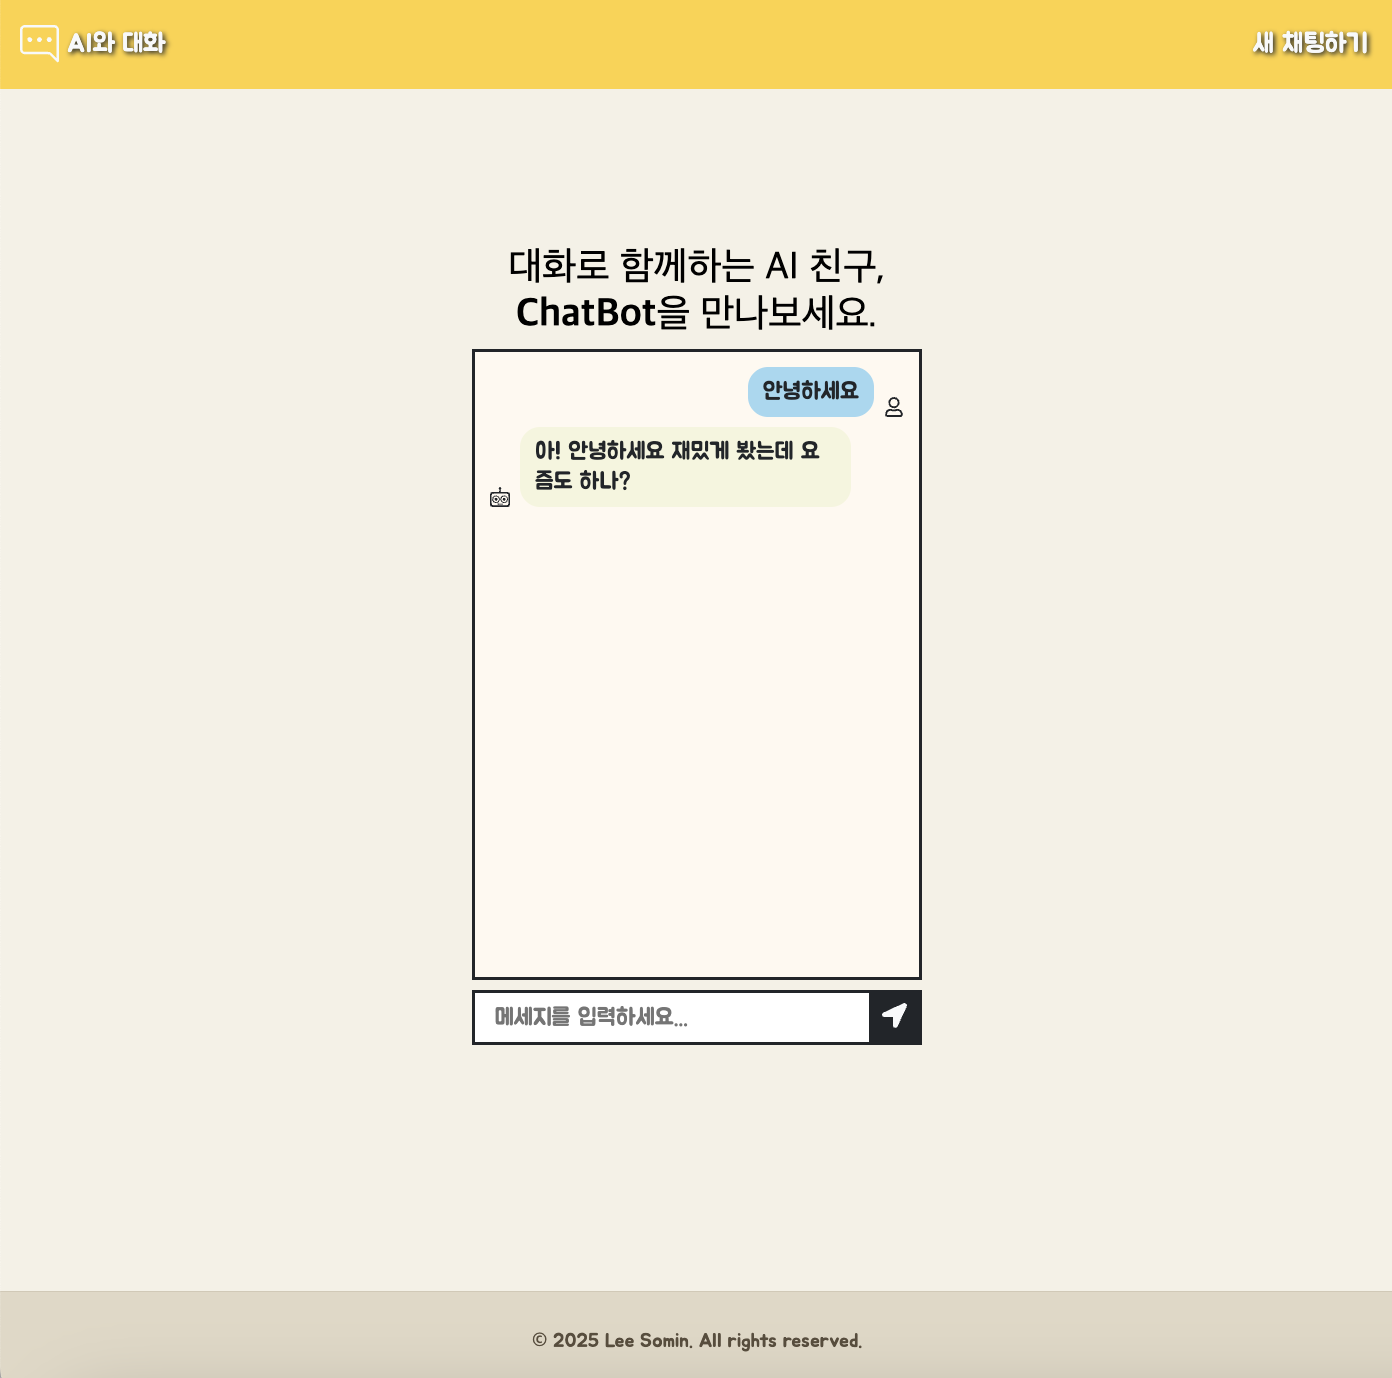 AI와 대화
새 채팅하기
대화로 함께하는 AI 친구,
ChatBot을 만나보세요.
안녕하세요
아! 안녕하세요 재밌게 봤는데 요
즘도 하나?
메세지를 입력하세요...
© 2025 Lee Somin. All rights reserved.